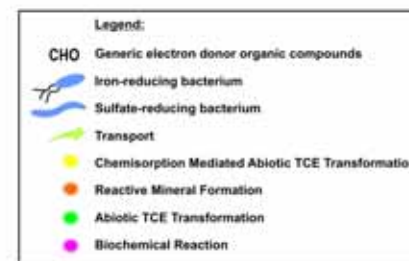 Legend:
CHO Generic electron donor organic compounds
Iron-reducing bacterium
Sulfate-reducing bacterium
Transport
Chemisorption Mediated Abiotic TCE Transformatio
Reactive Mineral Formation
Abiotic TCE Transformation
Biochemical Reaction